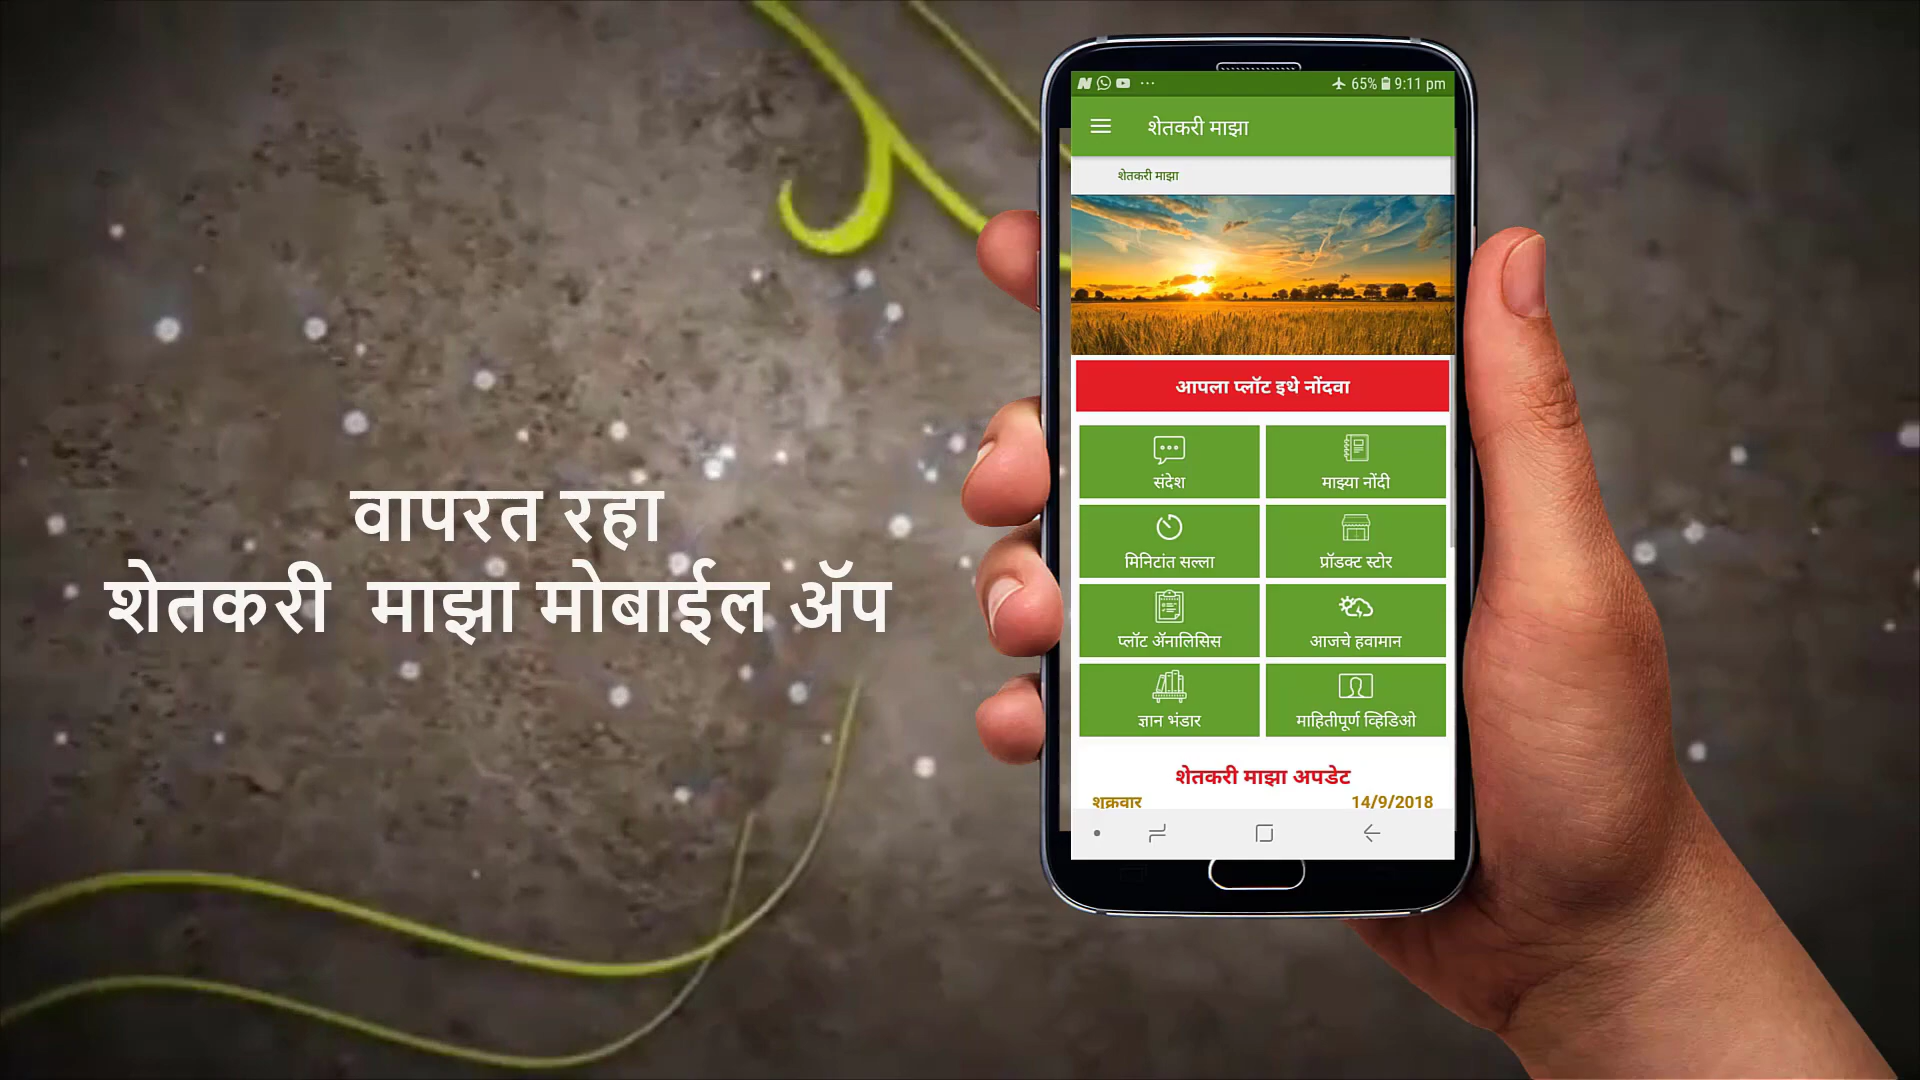 वापरत रहा
शेतकरी माझा मोबाईल ॲप
65% 9:11 pm
शेतकरी माझा
शेतकरी माझा
आपला प्लॉट इथे नोंदवा
संदेश
माझ्या नोंदी
मिनिटांत सल्ला
प्रॉडक्ट स्टोर
प्लॉट ॲनालिसिस
आजचे हवामान
ज्ञान भंडार
माहितीपूर्ण व्हिडिओ
शेतकरी माझा अपडेट
शुक्रवार 14/9/2018